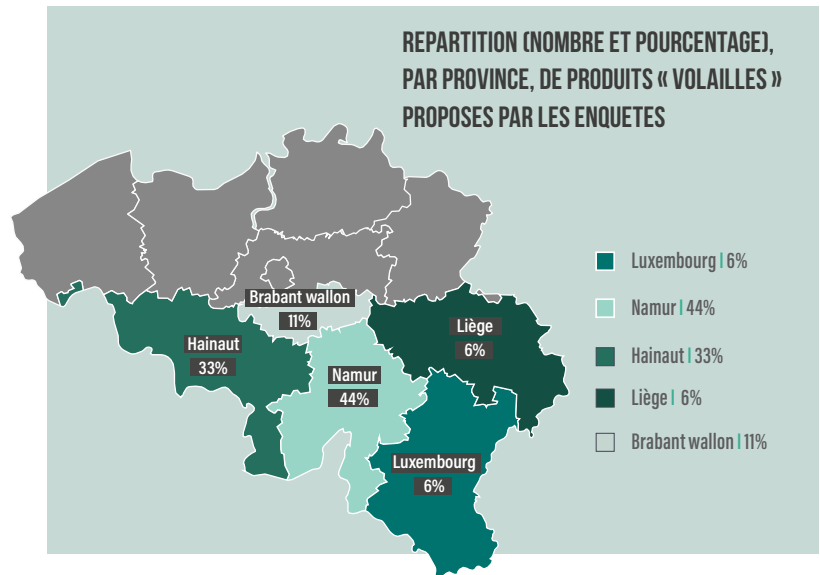 REPARTITION (NOMBRE ET POURCENTAGE),
PAR PROVINCE, DE PRODUITS « VOLAILLES »
PROPOSES PAR LES ENQUETES
Luxembourg | 6%
Namur | 44%
Hainaut | 33%
Liège | 6%
Brabant wallon | 11%
Brabant wallon
11%
Hainaut
33%
Liège
6%
Namur
44%
Luxembourg
6%